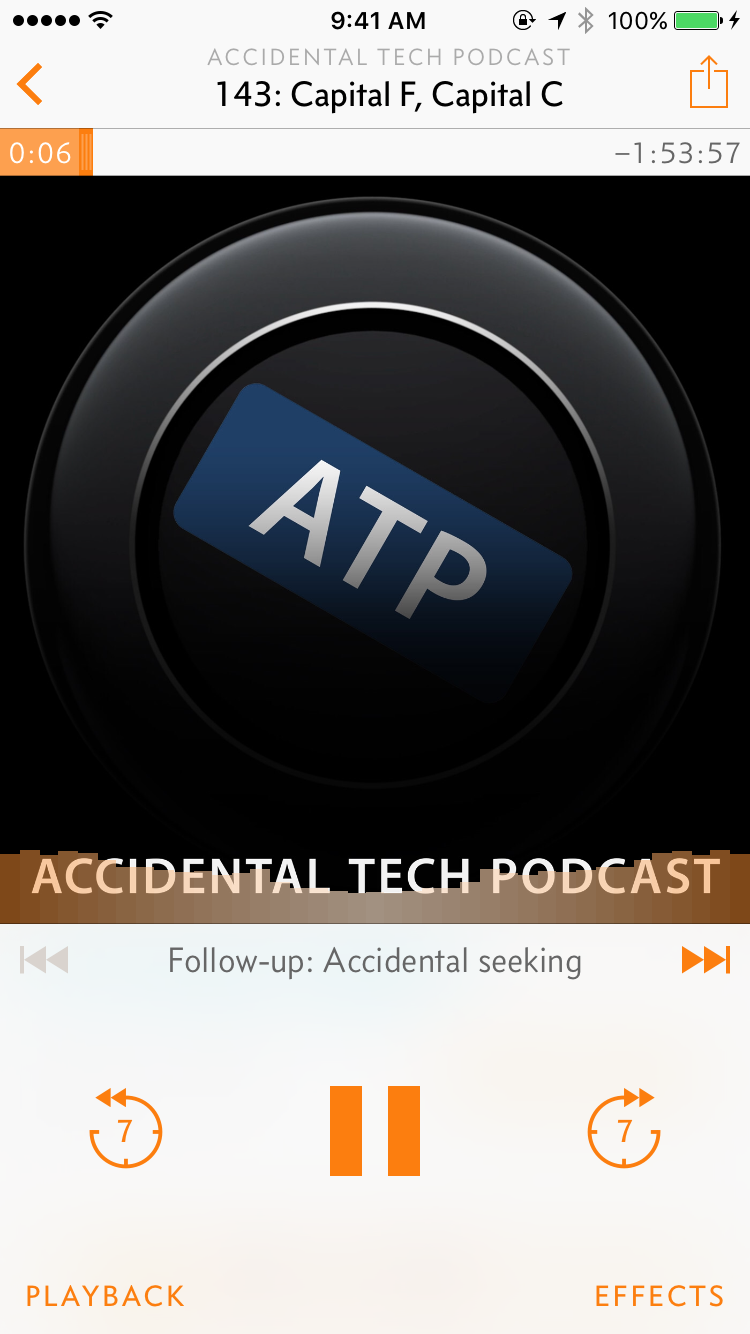 9:41 AM
100%
ACCIDENTAL TECH PODCAST
143: Capital F, Capital C
0:06
–1:53:57
ATP
ACCIDENTAL TECH PODCAST
Follow-up: Accidental seeking
7
7
PLAYBACK
EFFECTS